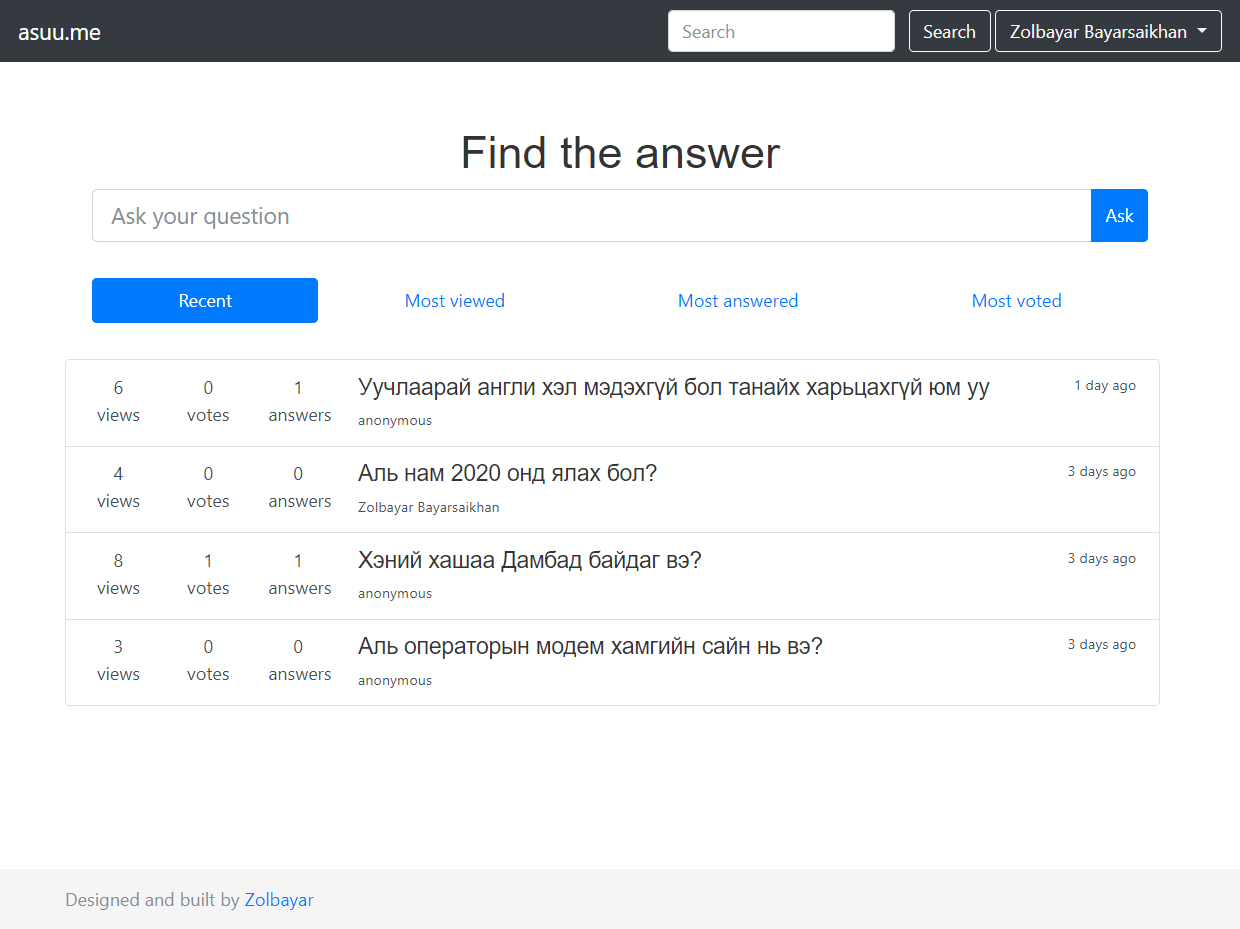 asuu.me
Search
Search
Zolbayar Bayarsaikhan
Find the answer
Ask your question
Ask
Recent
Most viewed
Most answered
Most voted
6 views
0 votes
1 answers
Уучлаарай англи хэл мэдэхгүй бол танайх харьцахгүй юм уу
1 day ago
anonymous
4 views
0 votes
0 answers
Аль нам 2020 онд ялах бол?
3 days ago
Zolbayar Bayarsaikhan
8 views
1 votes
1 answers
Хэний хашаа Дамбад байдаг вэ?
3 days ago
anonymous
3 views
0 votes
0 answers
Аль операторын модем хамгийн сайн нь вэ?
3 days ago
anonymous
Designed and built by Zolbayar